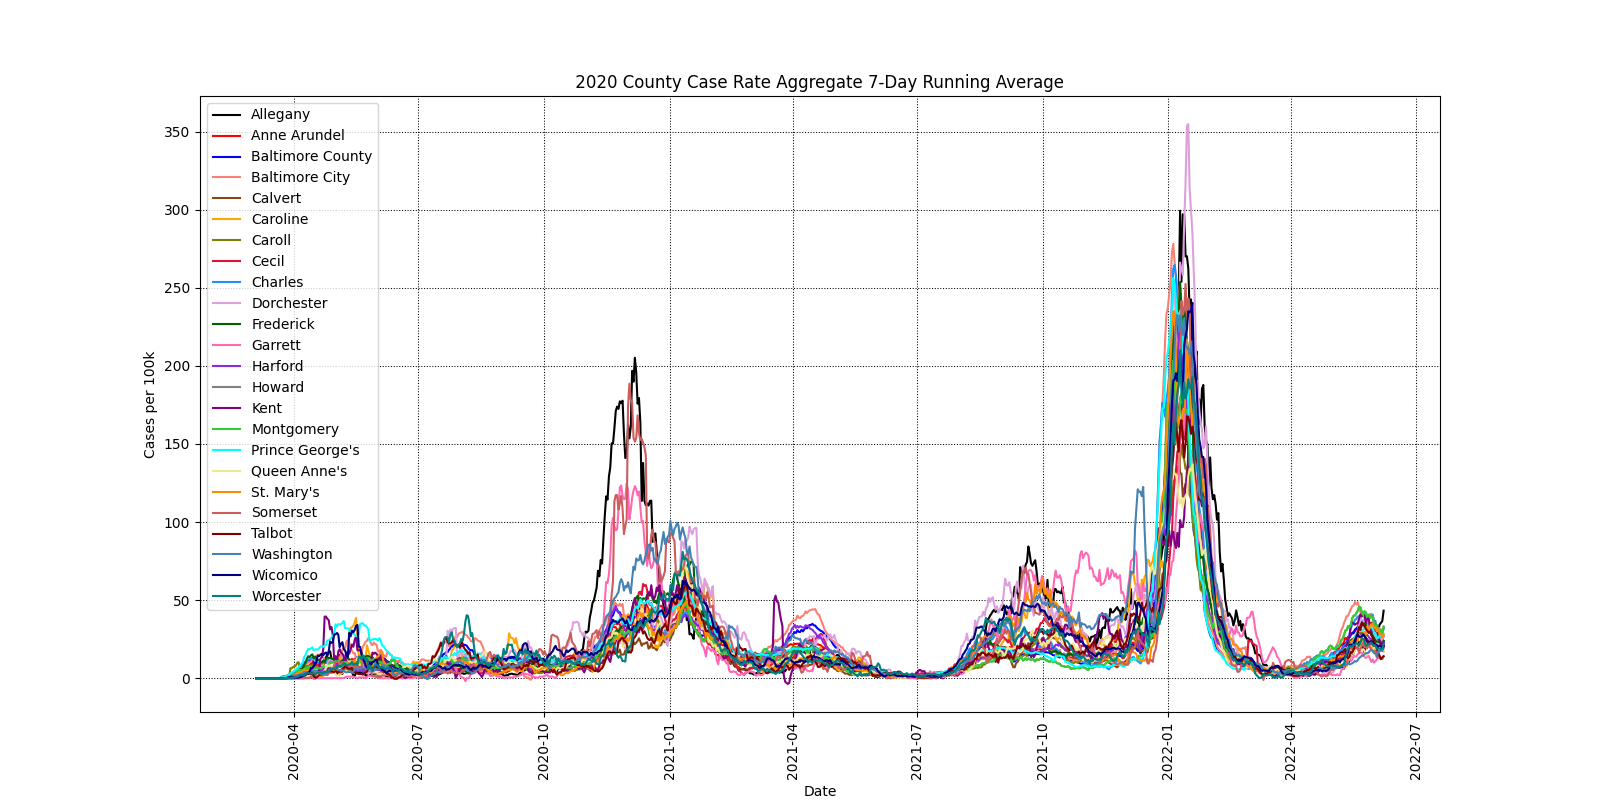 2020 County Case Rate Aggregate 7-Day Running Average
Allegany
Anne Arundel
Baltimore County
Baltimore City
Calvert
Caroline
Caroll
Cecil
Charles
Dorchester
Frederick
Garrett
Harford
Howard
Kent
Montgomery
Prince George's
Queen Anne's
St. Mary's
Somerset
Talbot
Washington
Wicomico
Worcester
Cases per 100k
350
300
250
200
150
100
50
0
2020-04
2020-07
2020-10
2021-01
2021-04
2021-07
2021-10
2022-01
2022-04
2022-07
Date